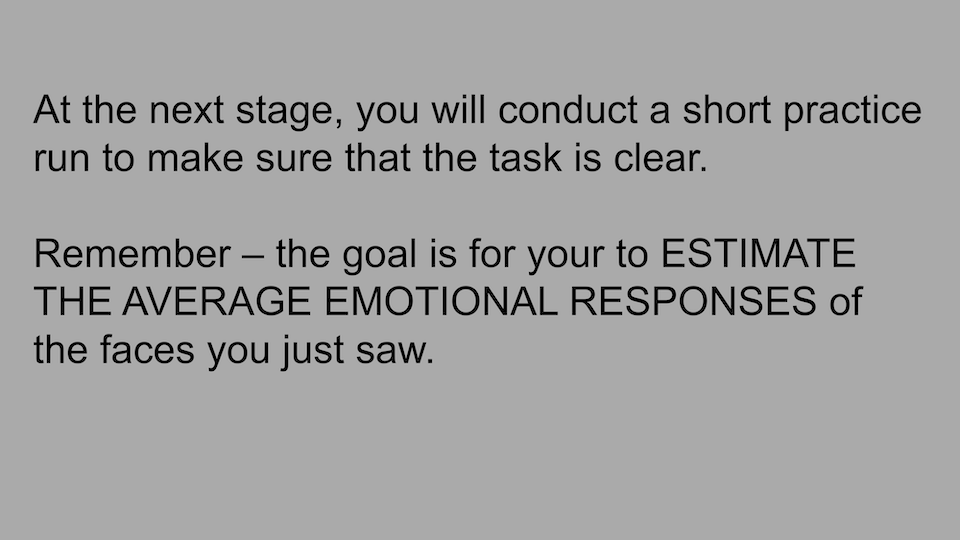 At the next stage, you will conduct a short practice
run to make sure that the task is clear.
Remember – the goal is for your to ESTIMATE
THE AVERAGE EMOTIONAL RESPONSES of
the faces you just saw.